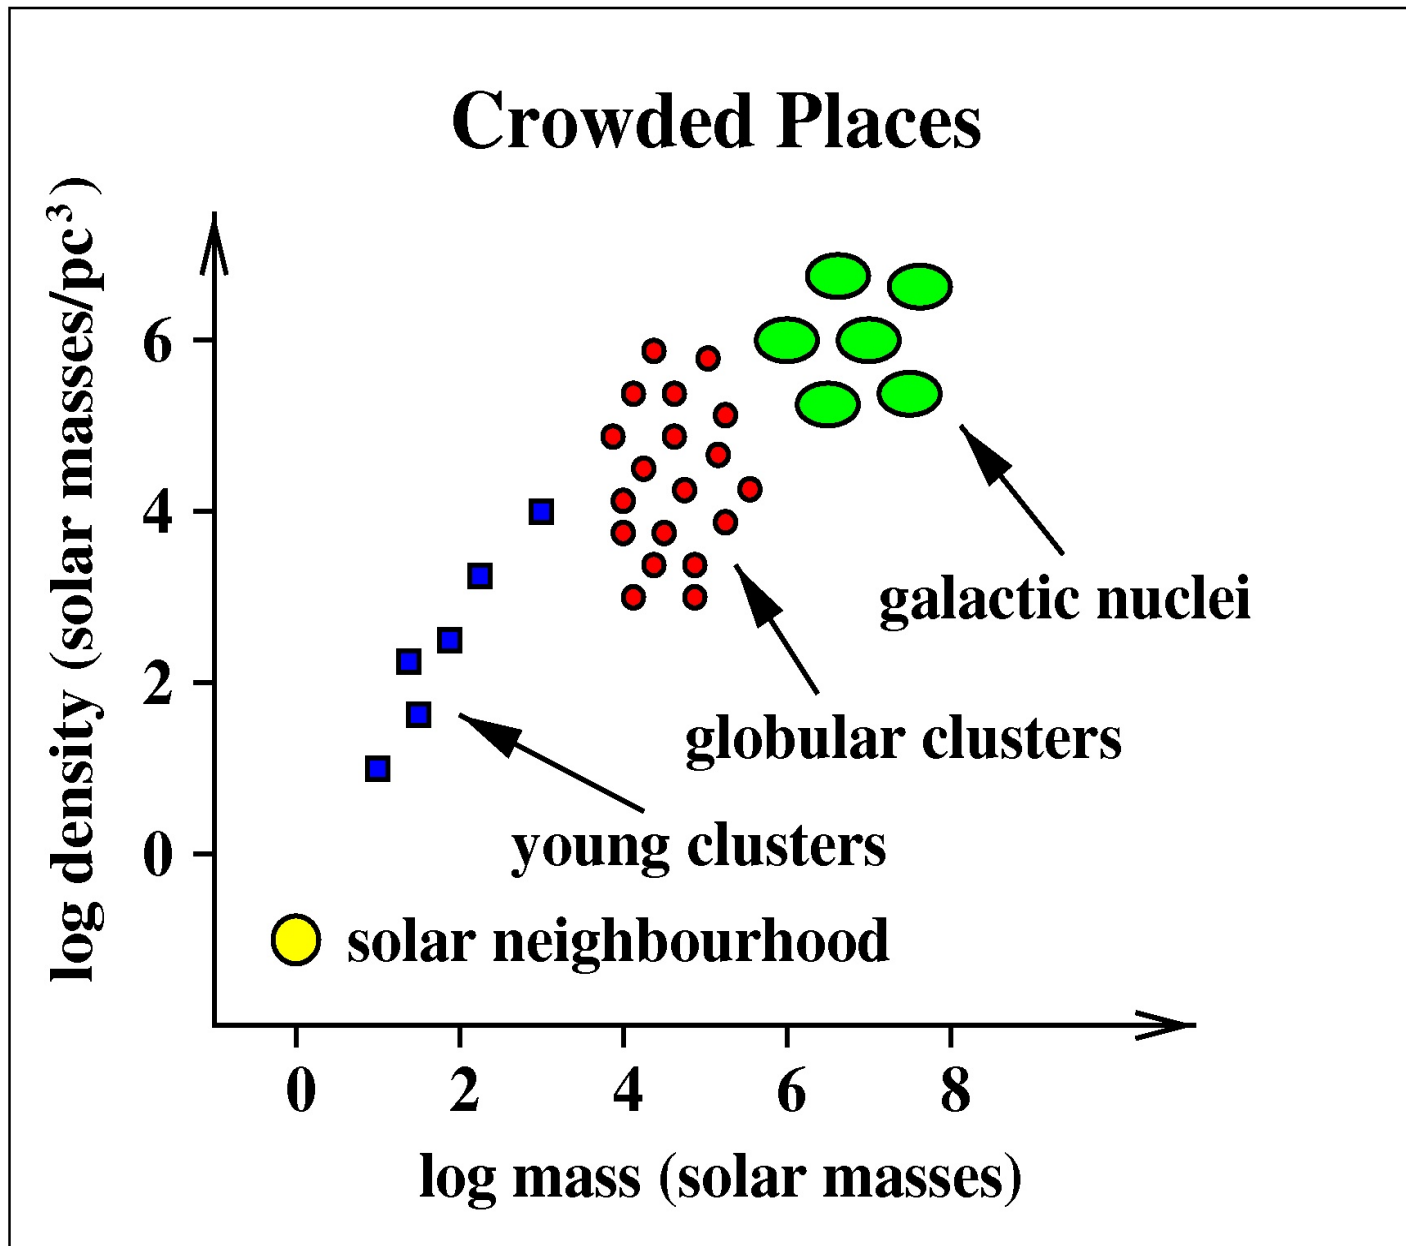 Crowded Places
log density (solar masses/pc³)
6
4
2
0
galactic nuclei
globular clusters
young clusters
solar neighbourhood
0 2 4 6 8
log mass (solar masses)